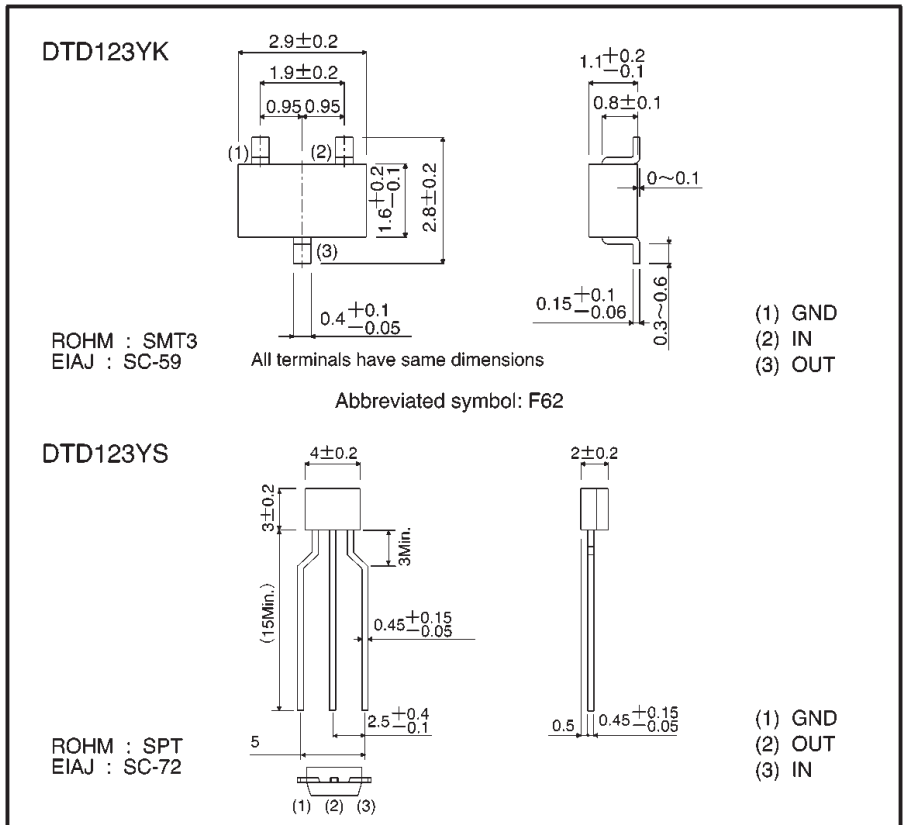 DTD123YK
2.9±0.2
1.9±0.2
0.95 0.95
(1) (2)
(3)
1.6+0.2−0.1
2.8±0.2
0.4+0.1−0.05
1.1+0.2−0.1
0.8±0.1
0~0.1
0.15+0.1−0.06
0.3~0.6
ROHM : SMT3
EIAJ : SC-59
All terminals have same dimensions
(1) GND
(2) IN
(3) OUT
Abbreviated symbol: F62
DTD123YS
4±0.2
2±0.2
3±0.2
3Min.
(15Min.)
0.45+0.15−0.05
2.5+0.4−0.1
5
0.5
0.45+0.15−0.05
ROHM : SPT
EIAJ : SC-72
(1) (2) (3)
(1) GND
(2) OUT
(3) IN